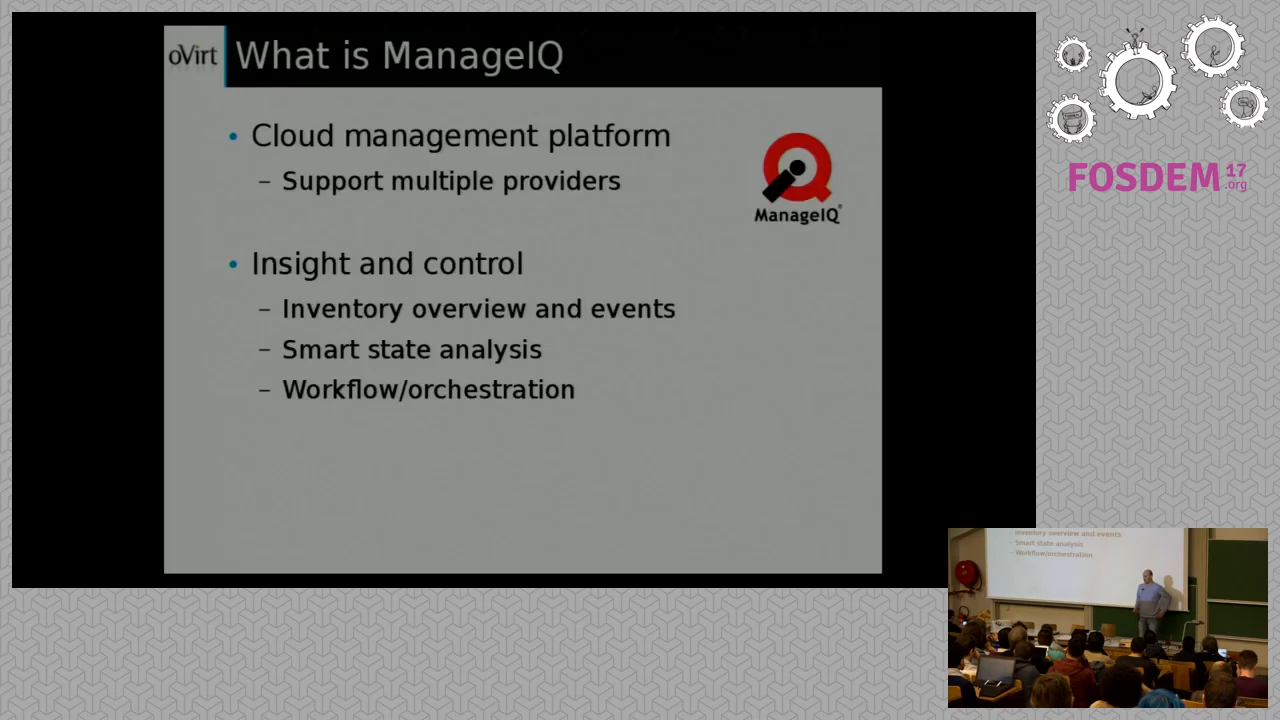 oVirt
What is ManageIQ
• Cloud management platform
– Support multiple providers
ManageIQ®
• Insight and control
– Inventory overview and events
– Smart state analysis
– Workflow/orchestration
FOSDEM 17
.org
Inventory overview and events
– Smart state analysis
– Workflow/orchestration